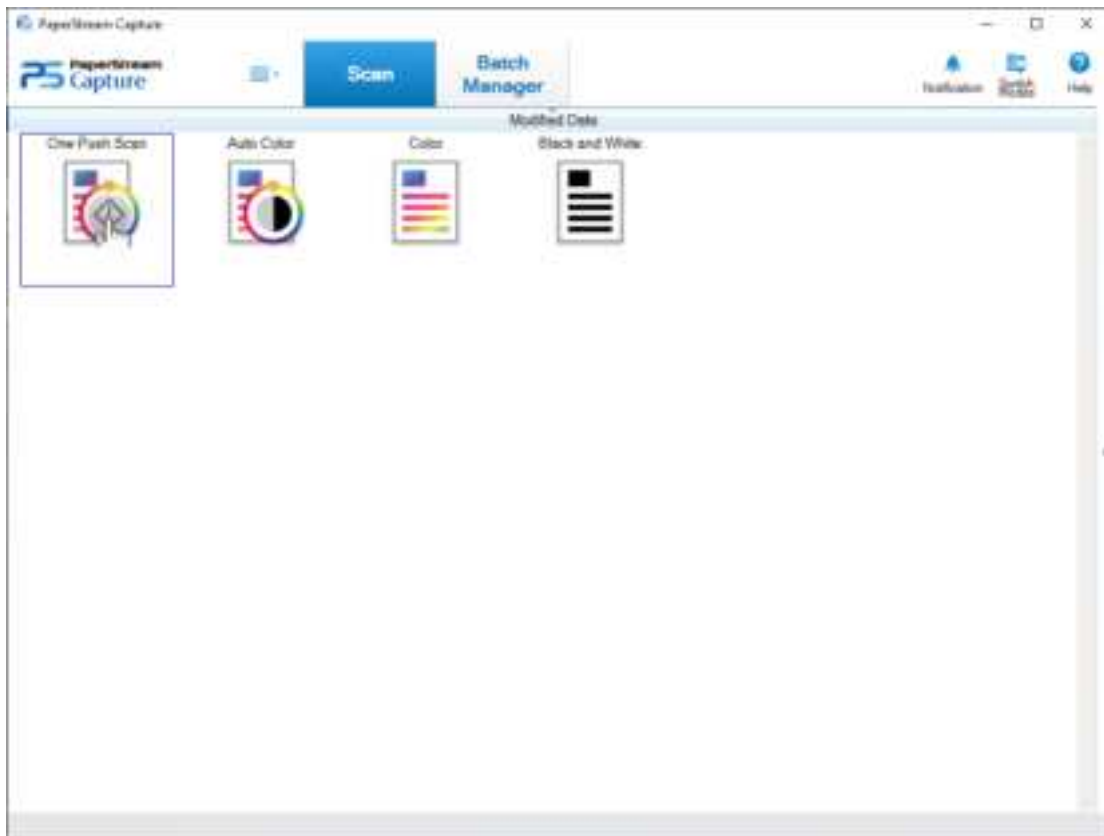 PaperStream Capture
PaperStream
Capture
Scan
Batch
Manager
Notification
Switch
Help
Modified Date
One Push Scan
Auto Color
Color
Black and White